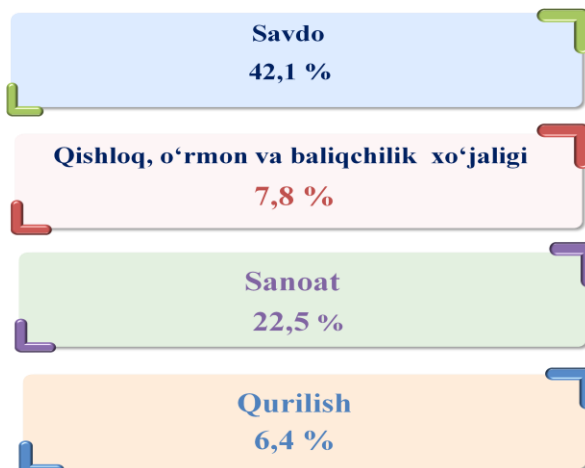 Savdo
42,1 %
Qishloq, o‘rmon va baliqchilik xo‘jaligi
7,8 %
Sanoat
22,5 %
Qurilish
6,4 %